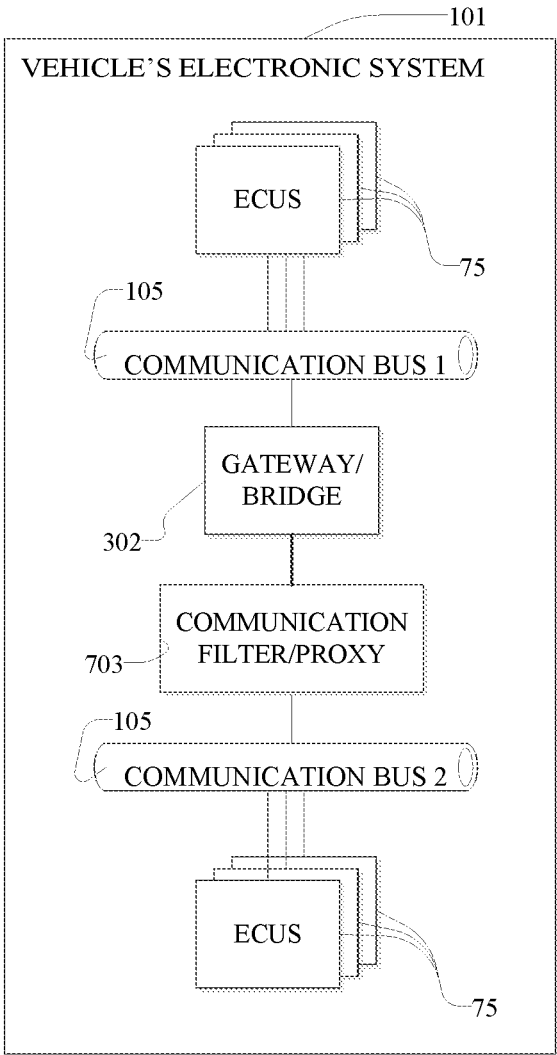 101
VEHICLE'S ELECTRONIC SYSTEM
ECUS
75
105
COMMUNICATION BUS 1
GATEWAY/
BRIDGE
302
COMMUNICATION
FILTER/PROXY
703
105
COMMUNICATION BUS 2
ECUS
75